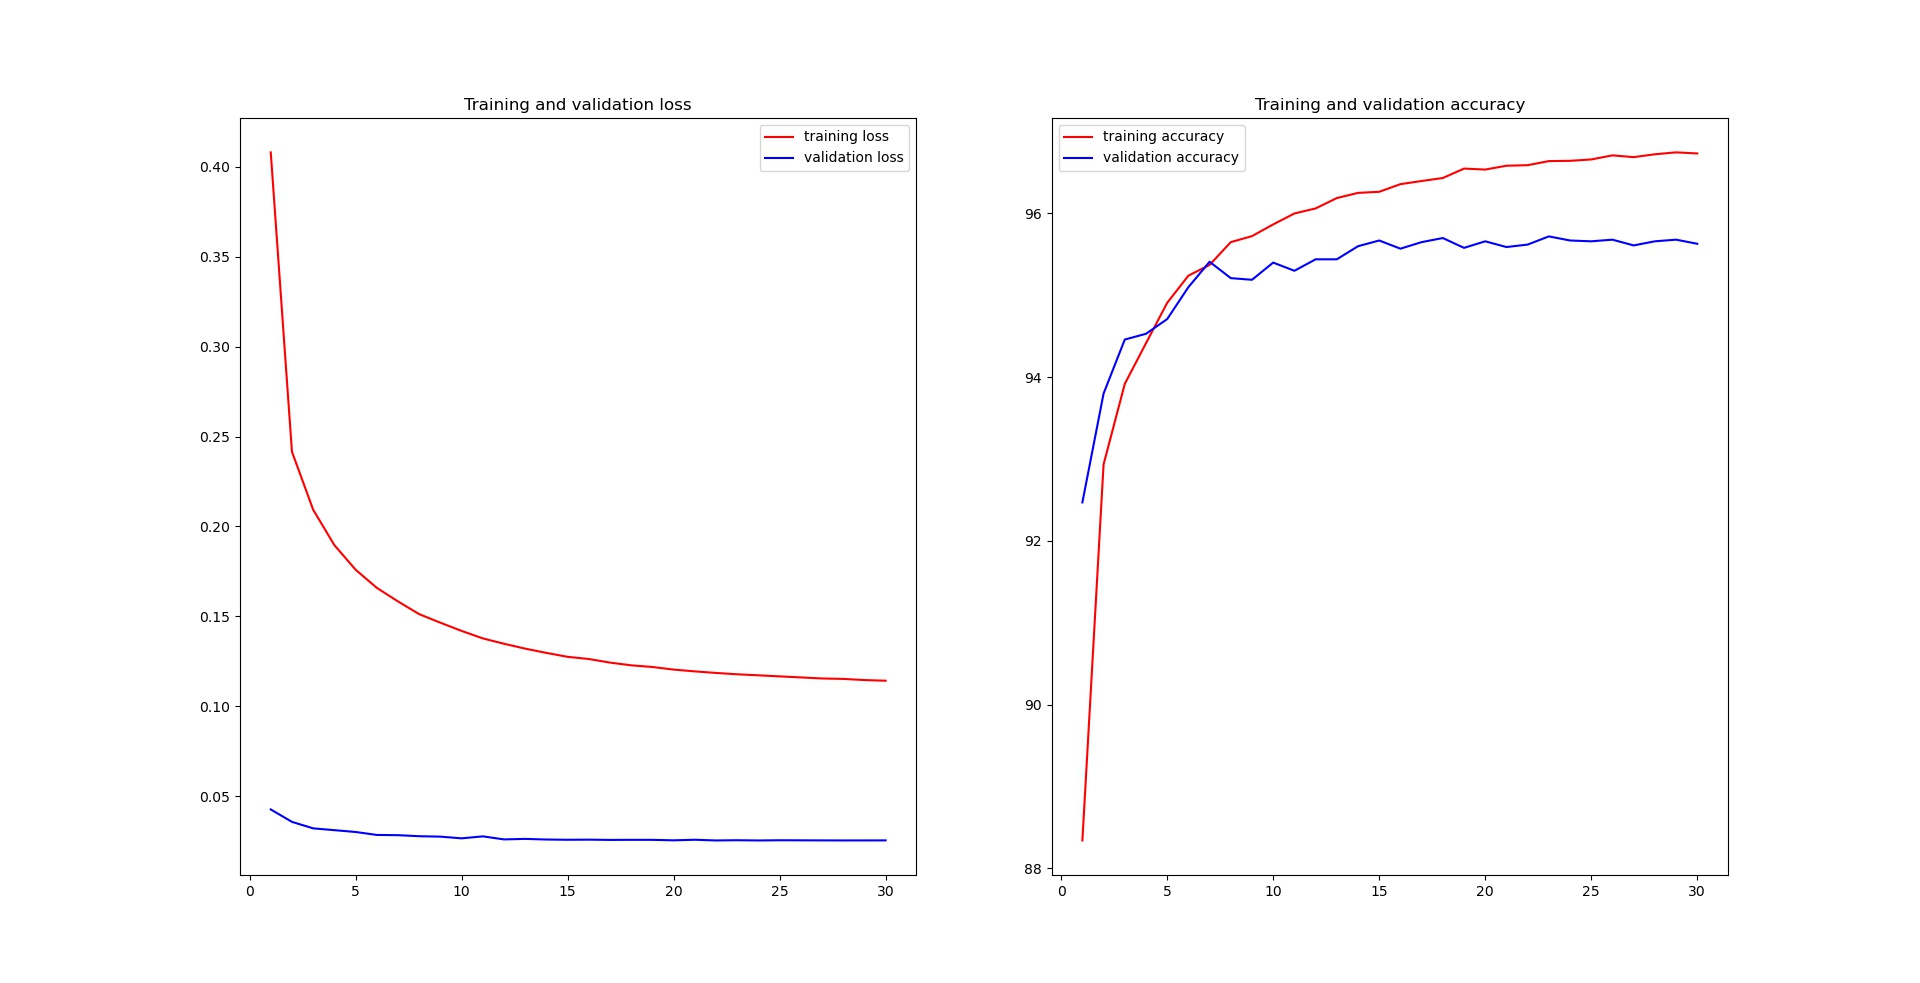 Training and validation loss
training loss
validation loss
0.40
0.35
0.30
0.25
0.20
0.15
0.10
0.05
0 5 10 15 20 25 30
Training and validation accuracy
training accuracy
validation accuracy
96
94
92
90
88
0 5 10 15 20 25 30